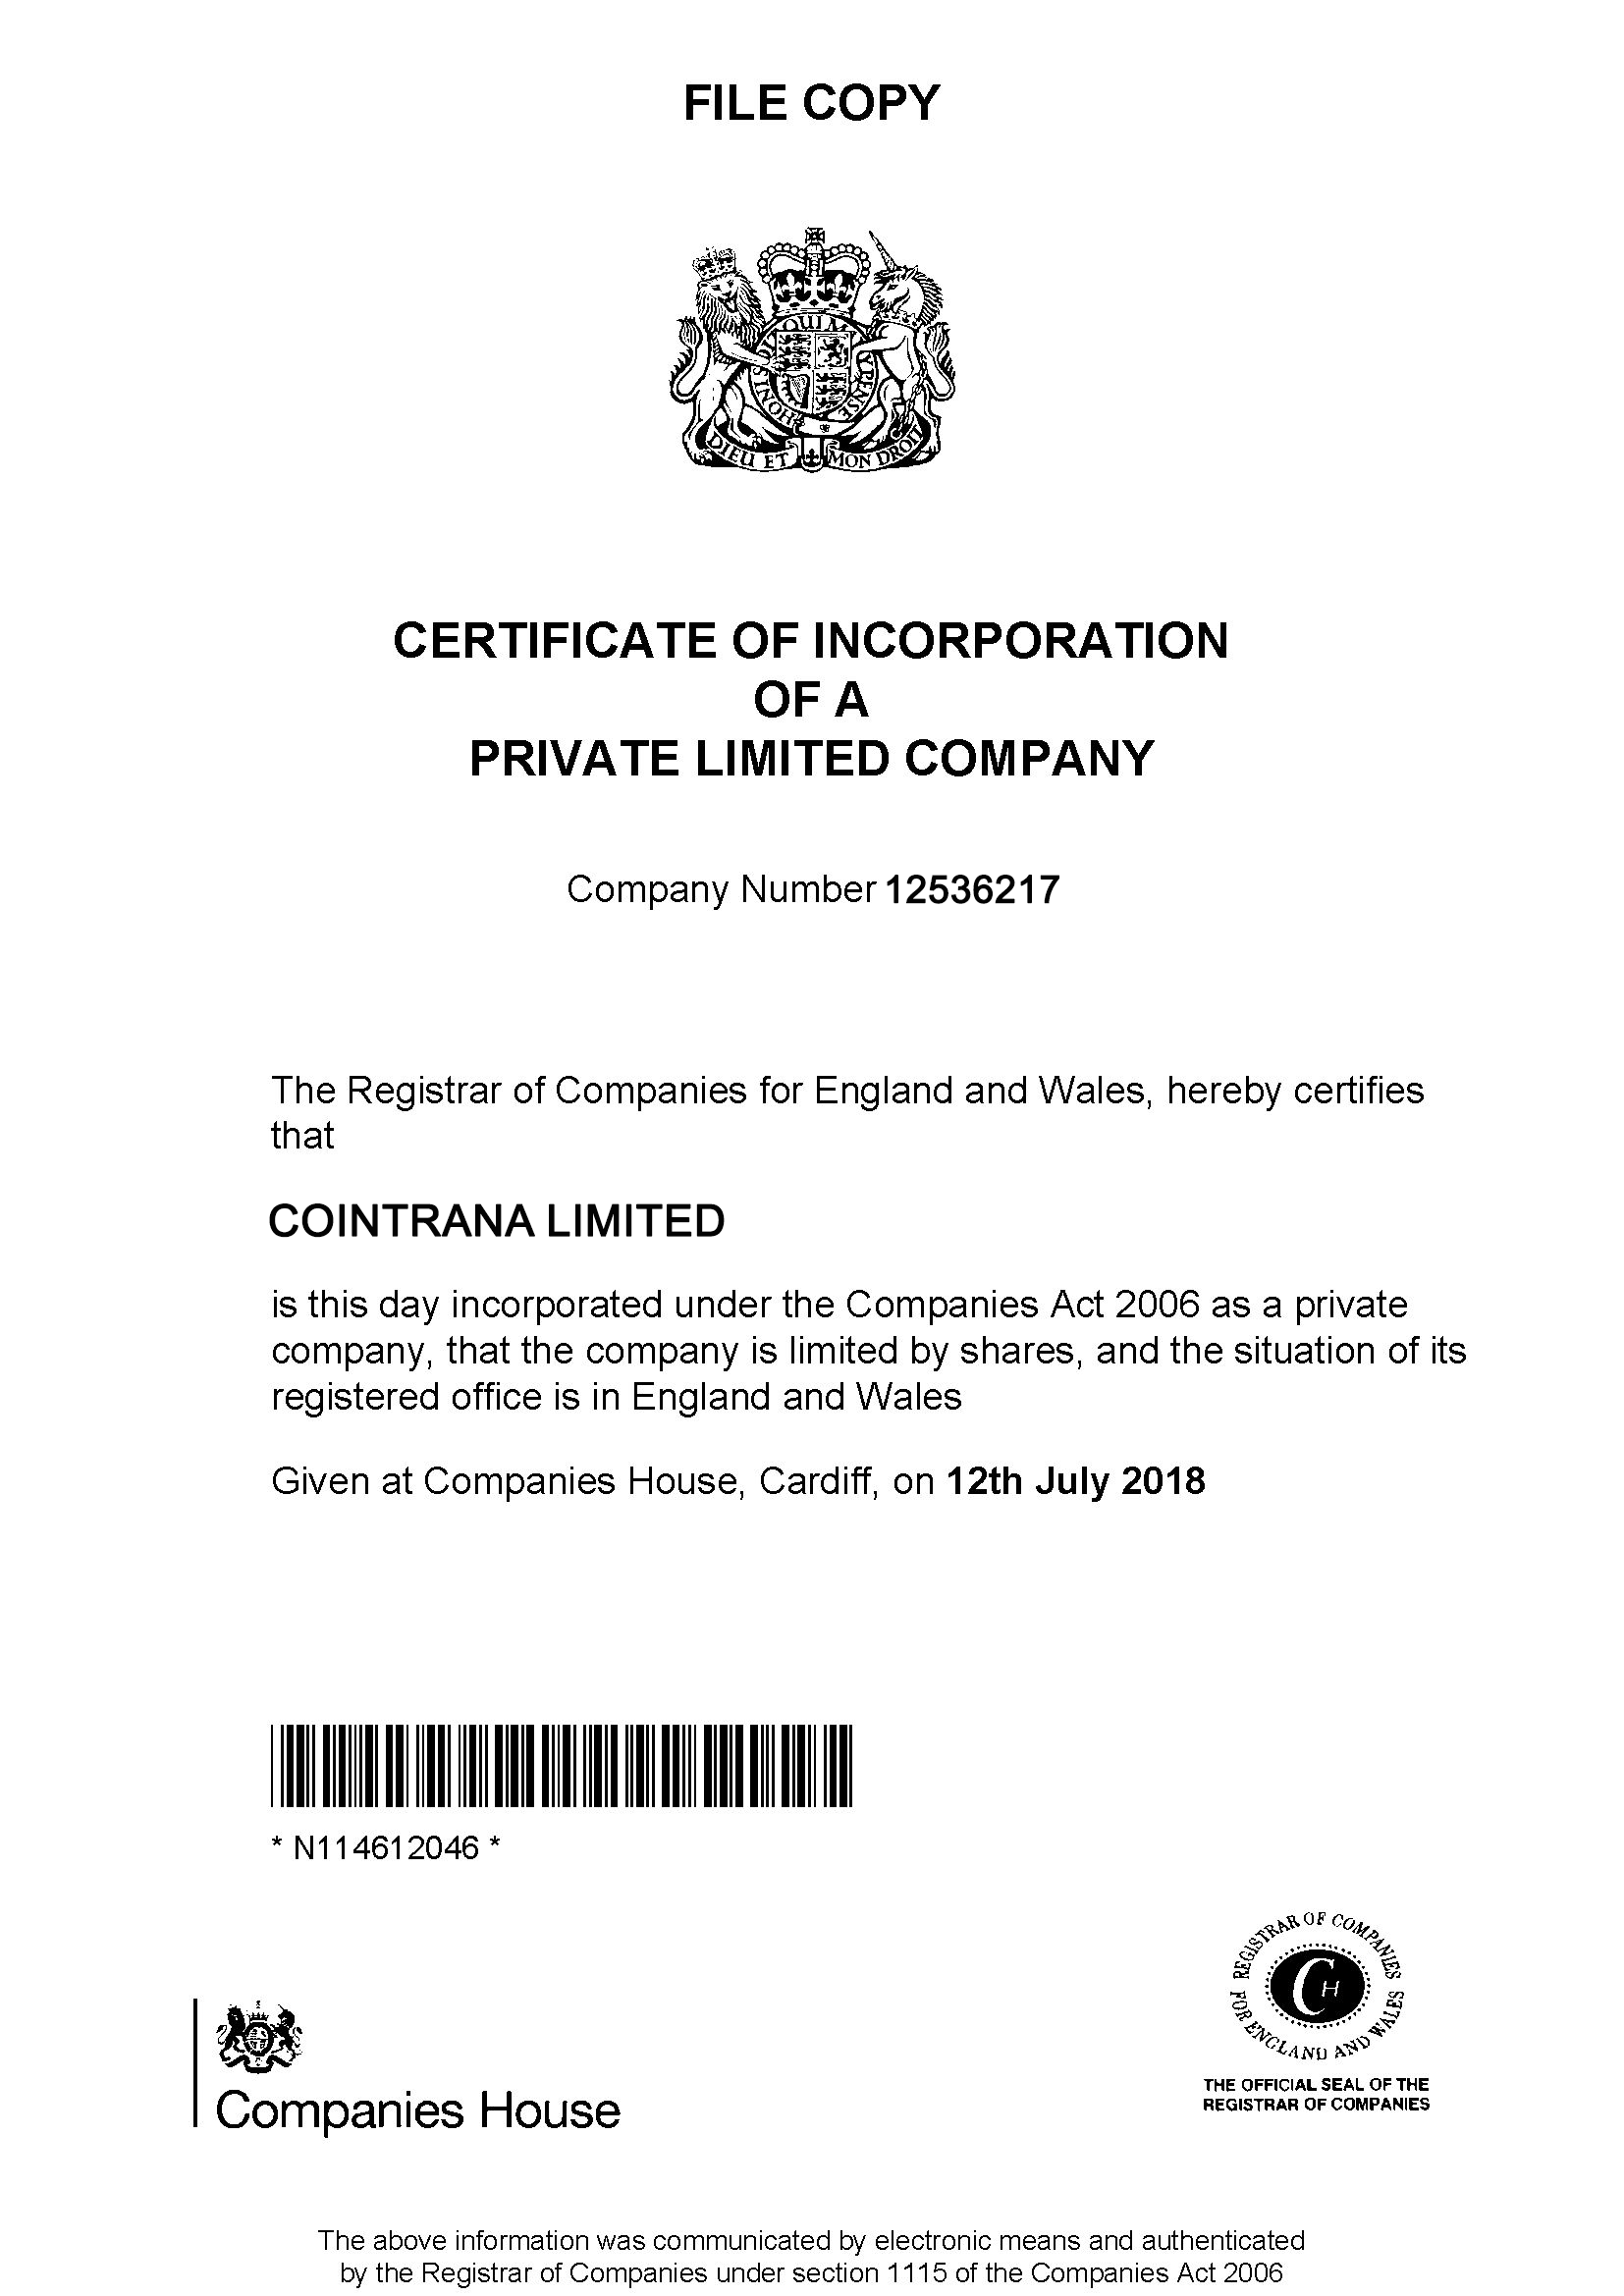 FILE COPY
QUI M
HONI S
Y PENSE
DIEU ET MON DROIT
CERTIFICATE OF INCORPORATION
OF A
PRIVATE LIMITED COMPANY
Company Number 12536217
The Registrar of Companies for England and Wales, hereby certifies
that
COINTRANA LIMITED
is this day incorporated under the Companies Act 2006 as a private
company, that the company is limited by shares, and the situation of its
registered office is in England and Wales
Given at Companies House, Cardiff, on 12th July 2018
* N114612046 *
REGISTRAR OF COMPANIES
FOR ENGLAND AND WALES
CH
THE OFFICIAL SEAL OF THE
REGISTRAR OF COMPANIES
Companies House
The above information was communicated by electronic means and authenticated
by the Registrar of Companies under section 1115 of the Companies Act 2006